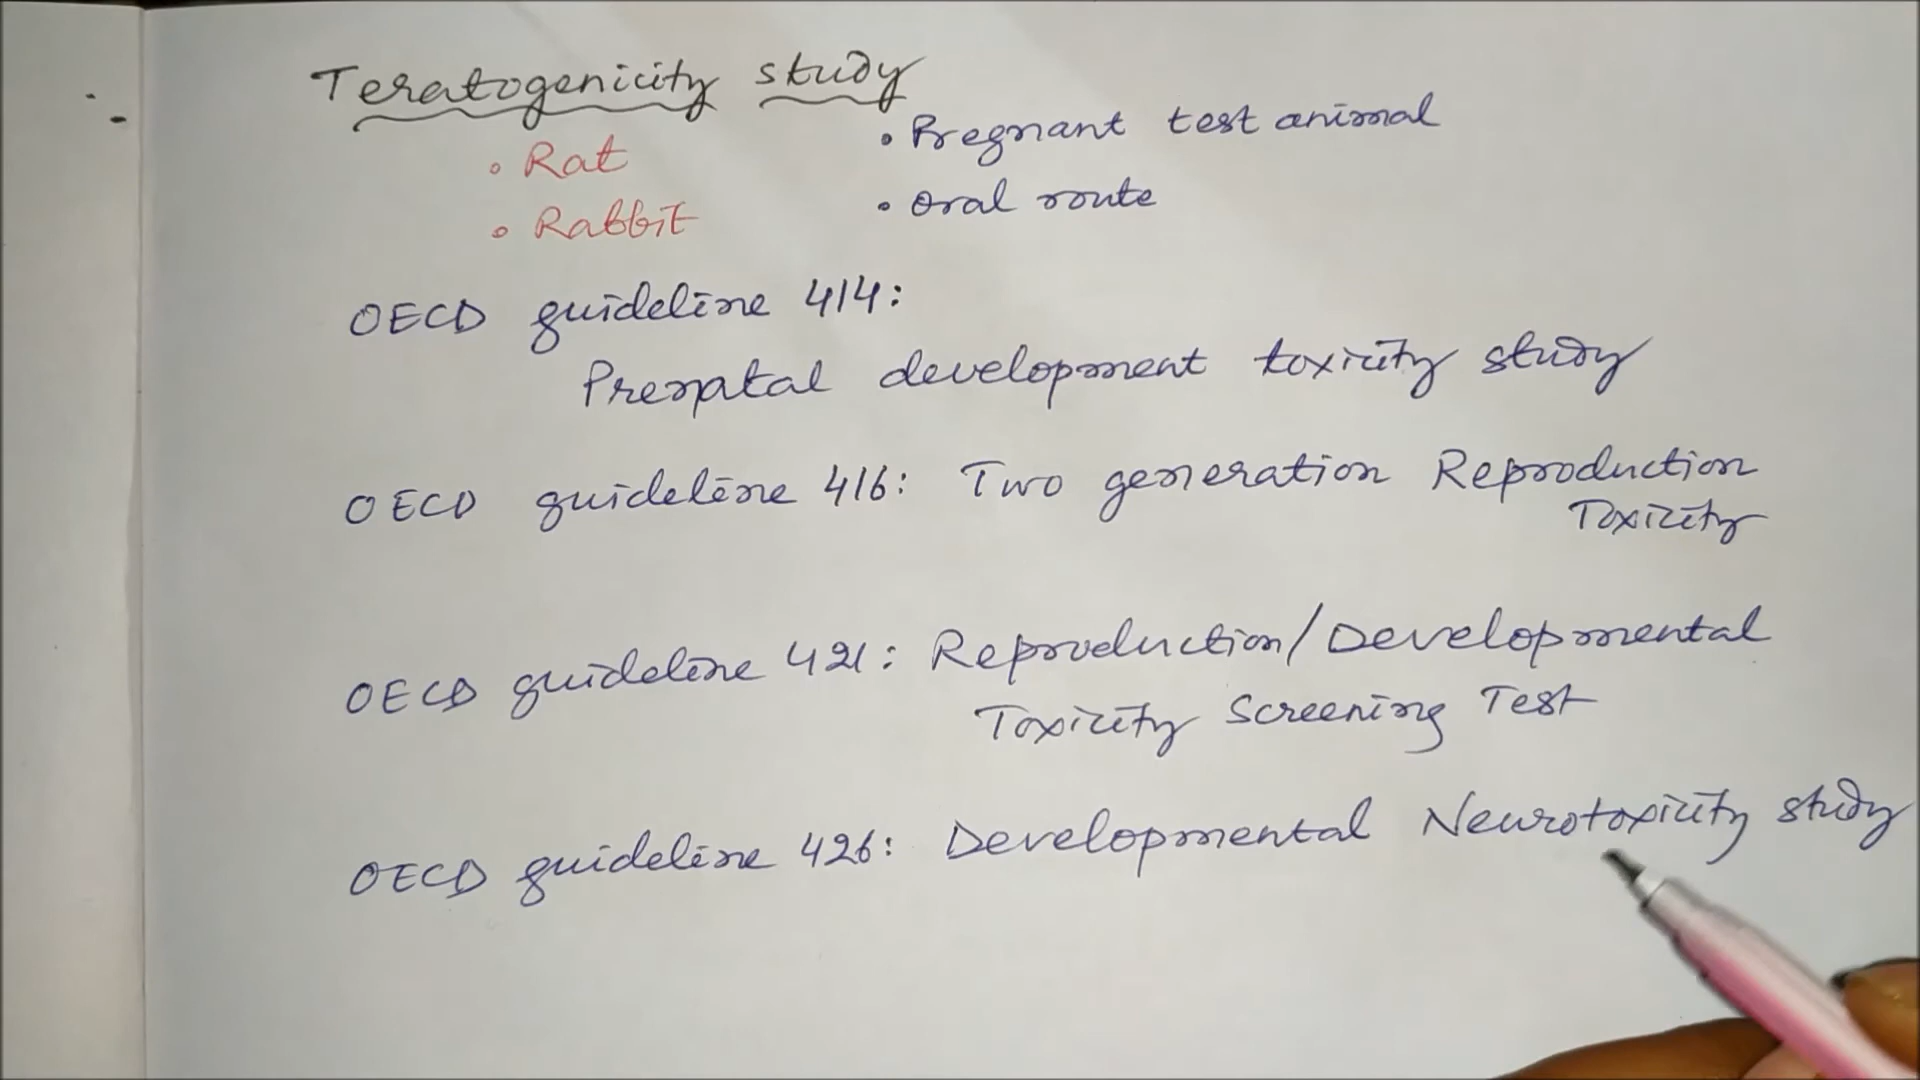 Teratogenicity study
• Rat
• Rabbit
• Pregnant test animal
• Oral route
OECD guideline 414:
Prenatal development toxicity study
OECD guideline 416: Two generation Reproduction
Toxicity
OECD guideline 421: Reproduction/Developmental
Toxicity Screening Test
OECD guideline 426: Developmental Neurotoxicity study